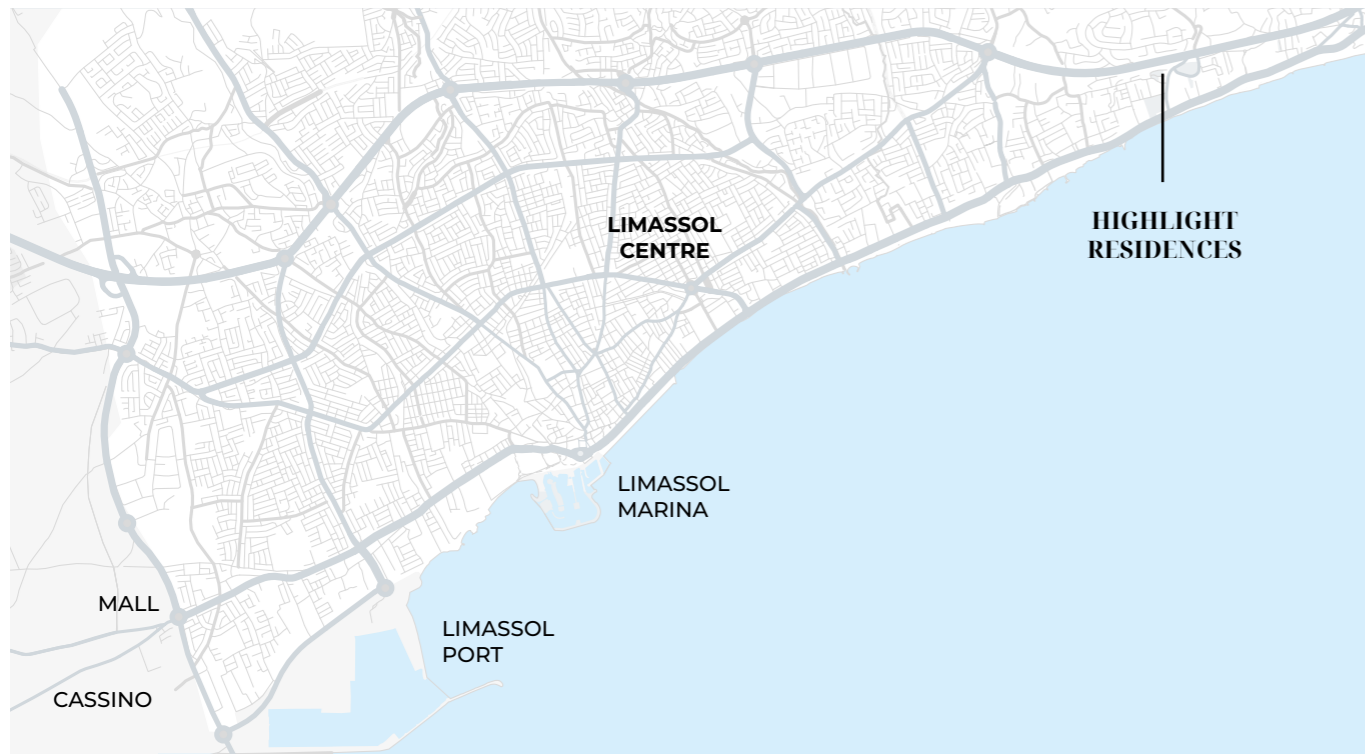 LIMASSOL
CENTRE
HIGHLIGHT
RESIDENCES
LIMASSOL
MARINA
MALL
LIMASSOL
PORT
CASSINO